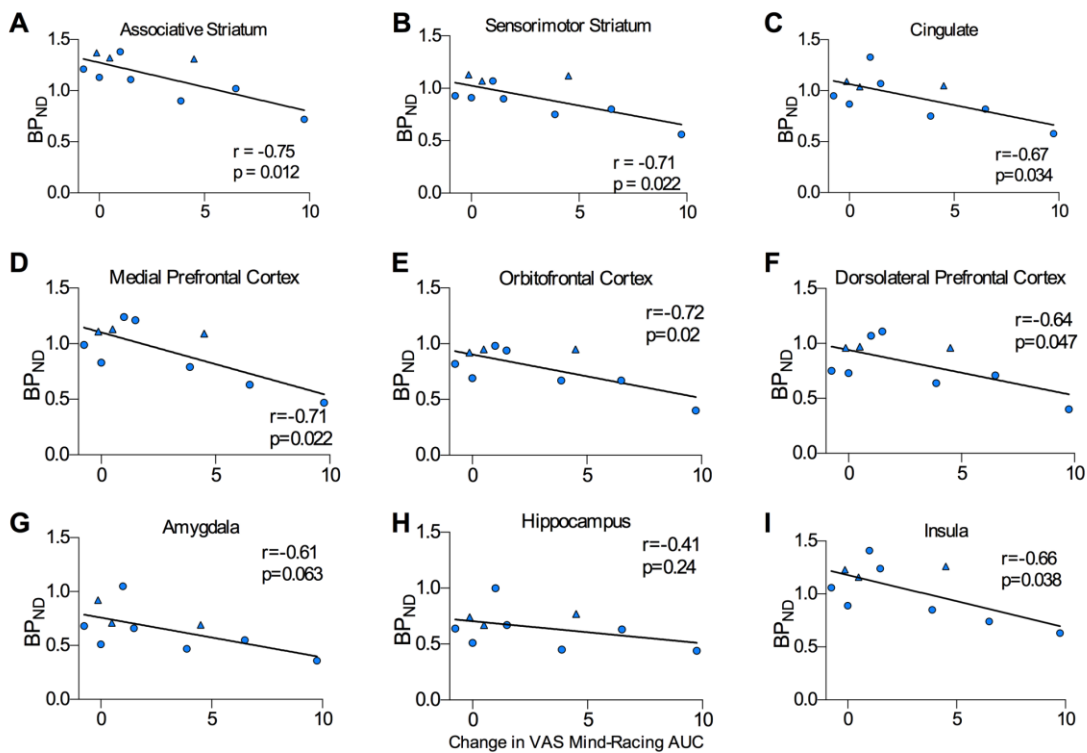 A
Associative Striatum
1.5
1.0
0.5
0.0
BPND
r = -0.75
p = 0.012
0
5
10
B
Sensorimotor Striatum
1.5
1.0
0.5
0.0
BPND
r = -0.71
p = 0.022
0
5
10
C
Cingulate
1.5
1.0
0.5
0.0
BPND
r=-0.67
p=0.034
0
5
10
D
Medial Prefrontal Cortex
1.5
1.0
0.5
0.0
BPND
r=-0.71
p=0.022
0
5
10
E
Orbitofrontal Cortex
1.5
1.0
0.5
0.0
BPND
r=-0.72
p=0.02
0
5
10
F
Dorsolateral Prefrontal Cortex
1.5
1.0
0.5
0.0
BPND
r=-0.64
p=0.047
0
5
10
G
Amygdala
1.5
1.0
0.5
0.0
BPND
r=-0.61
p=0.063
0
5
10
H
Hippocampus
1.5
1.0
0.5
0.0
BPND
r=-0.41
p=0.24
0
5
10
Change in VAS Mind-Racing AUC
I
Insula
1.5
1.0
0.5
0.0
BPND
r=-0.66
p=0.038
0
5
10